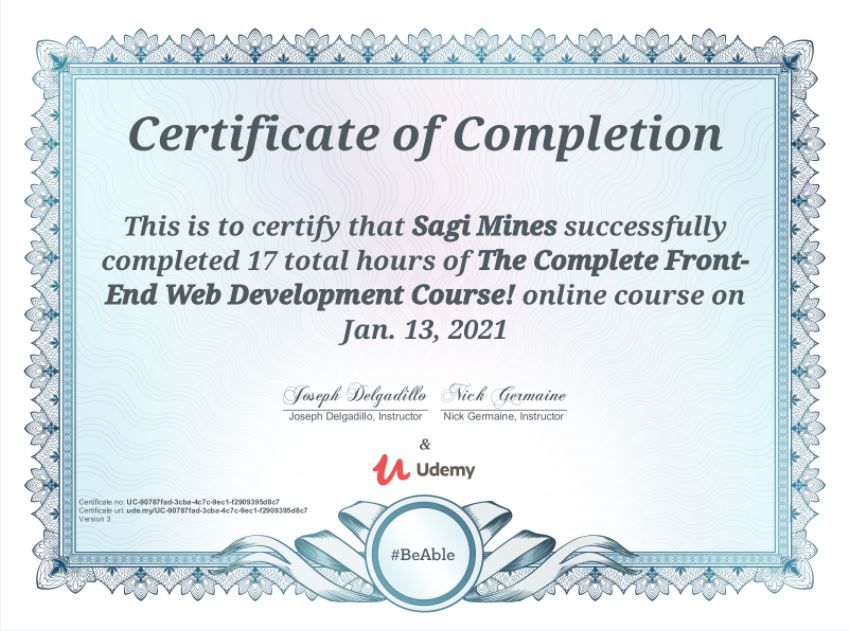 Certificate of Completion
This is to certify that Sagi Mines successfully
completed 17 total hours of The Complete Front-
End Web Development Course! online course on
Jan. 13, 2021
Joseph Delgadillo Nick Germaine
Joseph Delgadillo, Instructor Nick Germaine, Instructor
&
Udemy
Certificate no: UC-90787fad-3cba-4c7c-9ec1-f2909395d8c7
Certificate url: ude.my/UC-90787fad-3cba-4c7c-9ec1-f2909395d8c7
Version 3
#BeAble